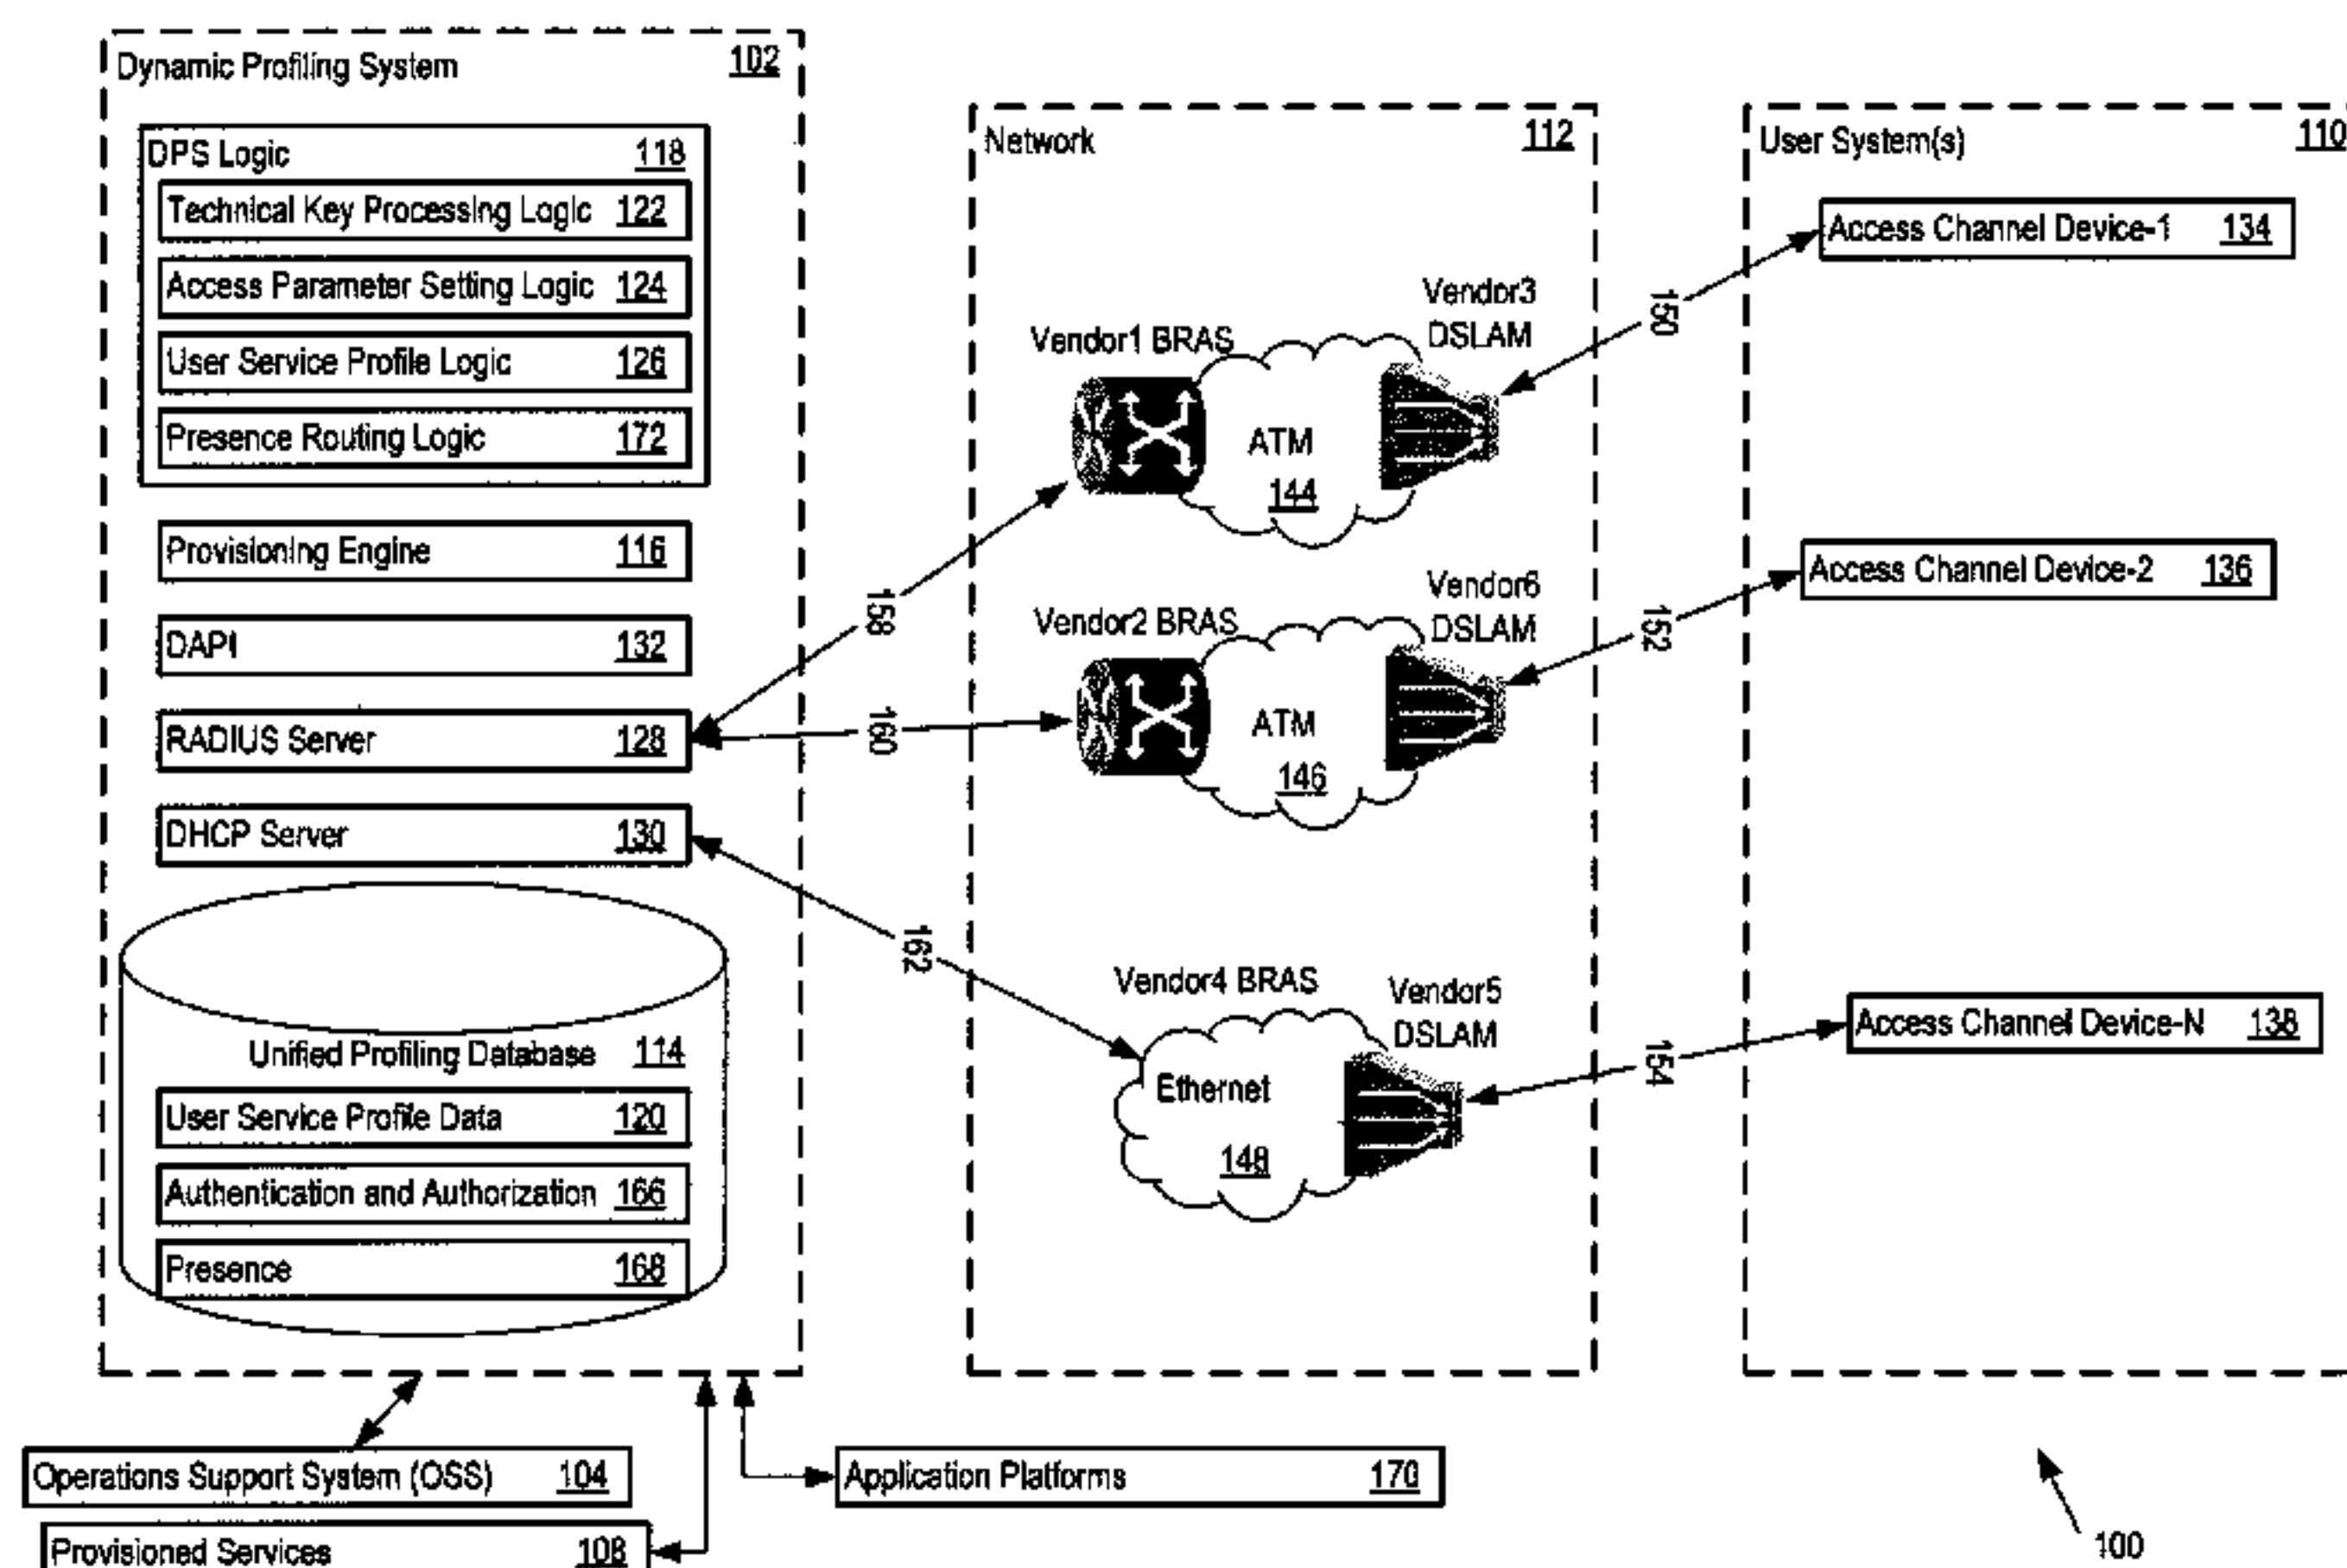 Dynamic Profiling System 102
DPS Logic 118
Technical Key Processing Logic 122
Access Parameter Setting Logic 124
User Service Profile Logic 126
Presence Routing Logic 172
Provisioning Engine 116
DAPI 132
RADIUS Server 128
DHCP Server 130
Unified Profiling Database 114
User Service Profile Data 120
Authentication and Authorization 166
Presence 168
158
160
162
Network 112
Vendor1 BRAS
Vendor3
DSLAM
ATM
144
Vendor2 BRAS
Vendor6
DSLAM
ATM
146
Vendor4 BRAS
Vendor5
DSLAM
Ethernet
148
150
152
154
User System(s) 110
Access Channel Device-1 134
Access Channel Device-2 136
Access Channel Device-N 138
Operations Support System (OSS) 104
Application Platforms 170
Provisioned Services 108
100